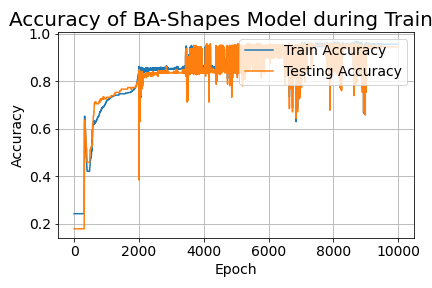 Accuracy of BA-Shapes Model during Train
1.0
0.8
0.6
0.4
0.2
Accuracy
Train Accuracy
Testing Accuracy
0 2000 4000 6000 8000 10000
Epoch